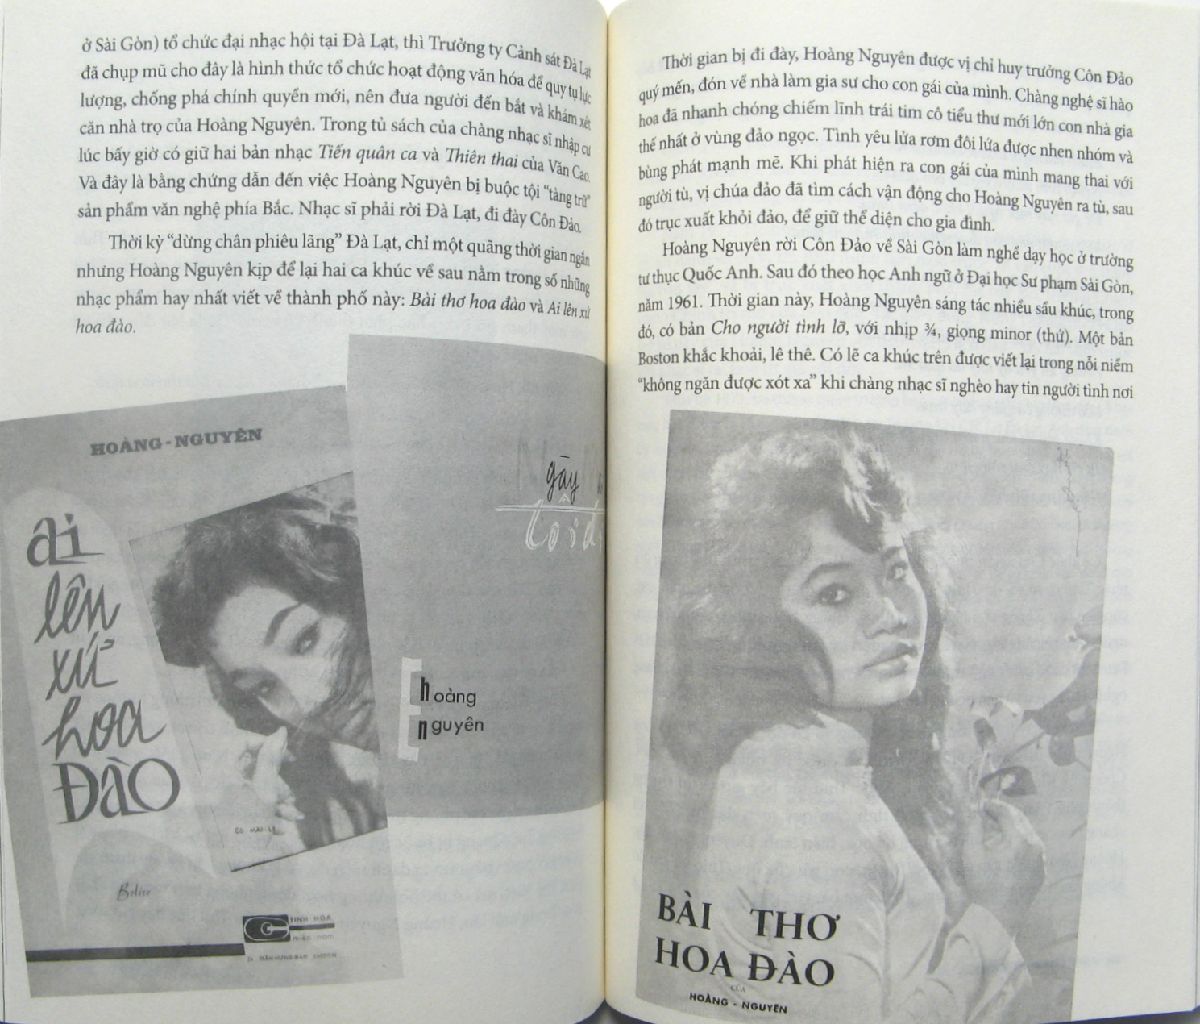 ở Sài Gòn) tổ chức đại nhạc hội tại Đà Lạt, thì Trưởng ty Cảnh sát Đà Lạt
đã chụp mũ cho đây là hình thức tổ chức hoạt động văn hóa để quy tụ lực
lượng, chống phá chính quyền mới, nên đưa người đến bắt và khám xét
căn nhà trọ của Hoàng Nguyên. Trong tủ sách của chàng nhạc sĩ nhập cư
lúc bấy giờ có giữ hai bản nhạc Tiến quân ca và Thiên thai của Văn Cao.
Và đây là bằng chứng dẫn đến việc Hoàng Nguyên bị buộc tội “tàng trữ”
sản phẩm văn nghệ phía Bắc. Nhạc sĩ phải rời Đà Lạt, đi đày Côn Đảo.
Thời kỳ “dừng chân phiêu lãng” Đà Lạt, chỉ một quãng thời gian ngắn
nhưng Hoàng Nguyên kịp để lại hai ca khúc về sau nằm trong số những
nhạc phẩm hay nhất viết về thành phố này: Bài thơ hoa đào và Ai lên xứ
hoa đào.
HOÀNG-NGUYÊN
ai
lên
xứ
hoa
ĐÀO
gãy
hoàng
nguyên
Thời gian bị đi đày, Hoàng Nguyên được vị chỉ huy trưởng Côn Đảo
quý mến, đón về nhà làm gia sư cho con gái của mình. Chàng nghệ sĩ hào
hoa đã nhanh chóng chiếm lĩnh trái tim cô tiểu thư mới lớn con nhà gia
thế nhất ở vùng đảo ngọc. Tình yêu lửa rơm đôi lứa được nhen nhóm và
bùng phát mạnh mẽ. Khi phát hiện ra con gái của mình mang thai với
người tù, vị chúa đảo đã tìm cách vận động cho Hoàng Nguyên ra tù, sau
đó trục xuất khỏi đảo, để giữ thể diện cho gia đình.
Hoàng Nguyên rời Côn Đảo về Sài Gòn làm nghề dạy học ở trường
tư thục Quốc Anh. Sau đó theo học Anh ngữ ở Đại học Sư phạm Sài Gòn,
năm 1961. Thời gian này, Hoàng Nguyên sáng tác nhiều sầu khúc, trong
đó, có bản Cho người tình lỡ, với nhịp ¾, giọng minor (thứ). Một bản
Boston khắc khoải, lê thê. Có lẽ ca khúc trên được viết lại trong nỗi niềm
“không ngăn được xót xa” khi chàng nhạc sĩ nghèo hay tin người tình nơi
BÀI THƠ
HOA ĐÀO
CỦA
HOÀNG - NGUYÊN